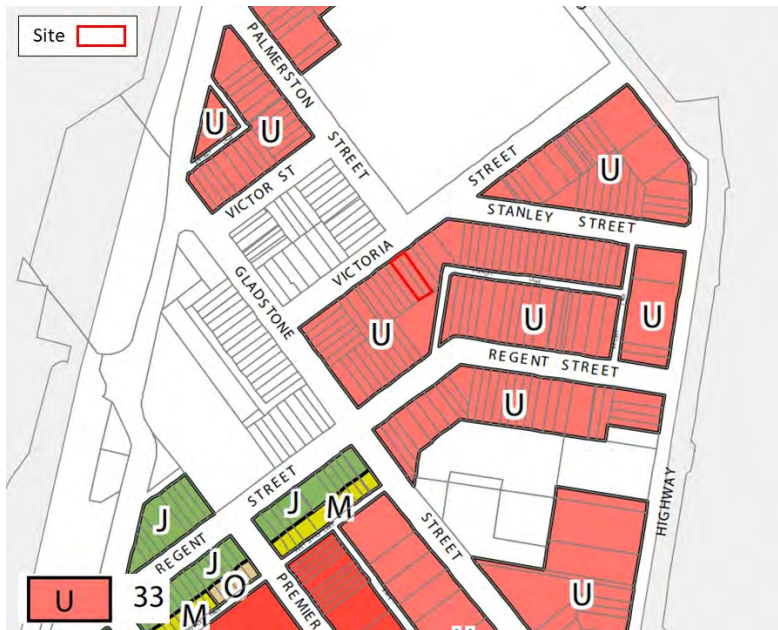 Site
PALMERSTON
STREET
U
U
VICTOR ST
STREET
U
STANLEY STREET
VICTORIA
GLADSTONE
U
U
U
REGENT STREET
U
HIGHWAY
STREET
J
M
J
REGENT
STREET
J
O
M
PREMIER
U
U 33